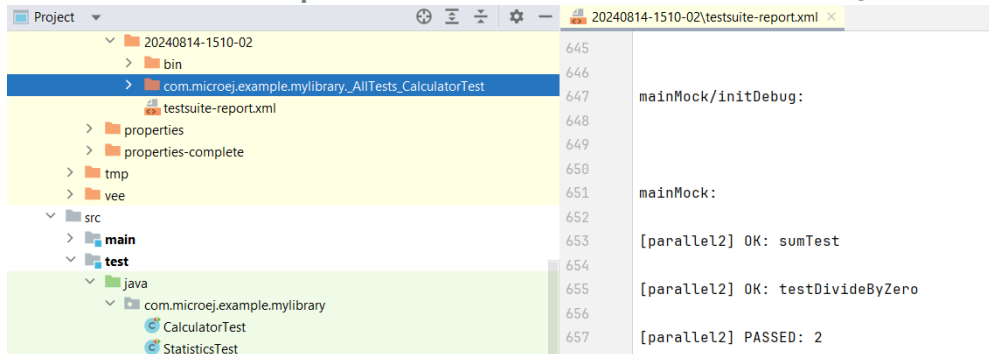 Project
20240814-1510-02
bin
com.microej.example.mylibrary._AllTests_CalculatorTest
testsuite-report.xml
properties
properties-complete
tmp
vee
src
main
test
java
com.microej.example.mylibrary
CalculatorTest
StatisticsTest
20240814-1510-02\testsuite-report.xml
645
646
647 mainMock/initDebug:
648
649
650
651 mainMock:
652
653 [parallel2] OK: sumTest
654
655 [parallel2] OK: testDivideByZero
656
657 [parallel2] PASSED: 2